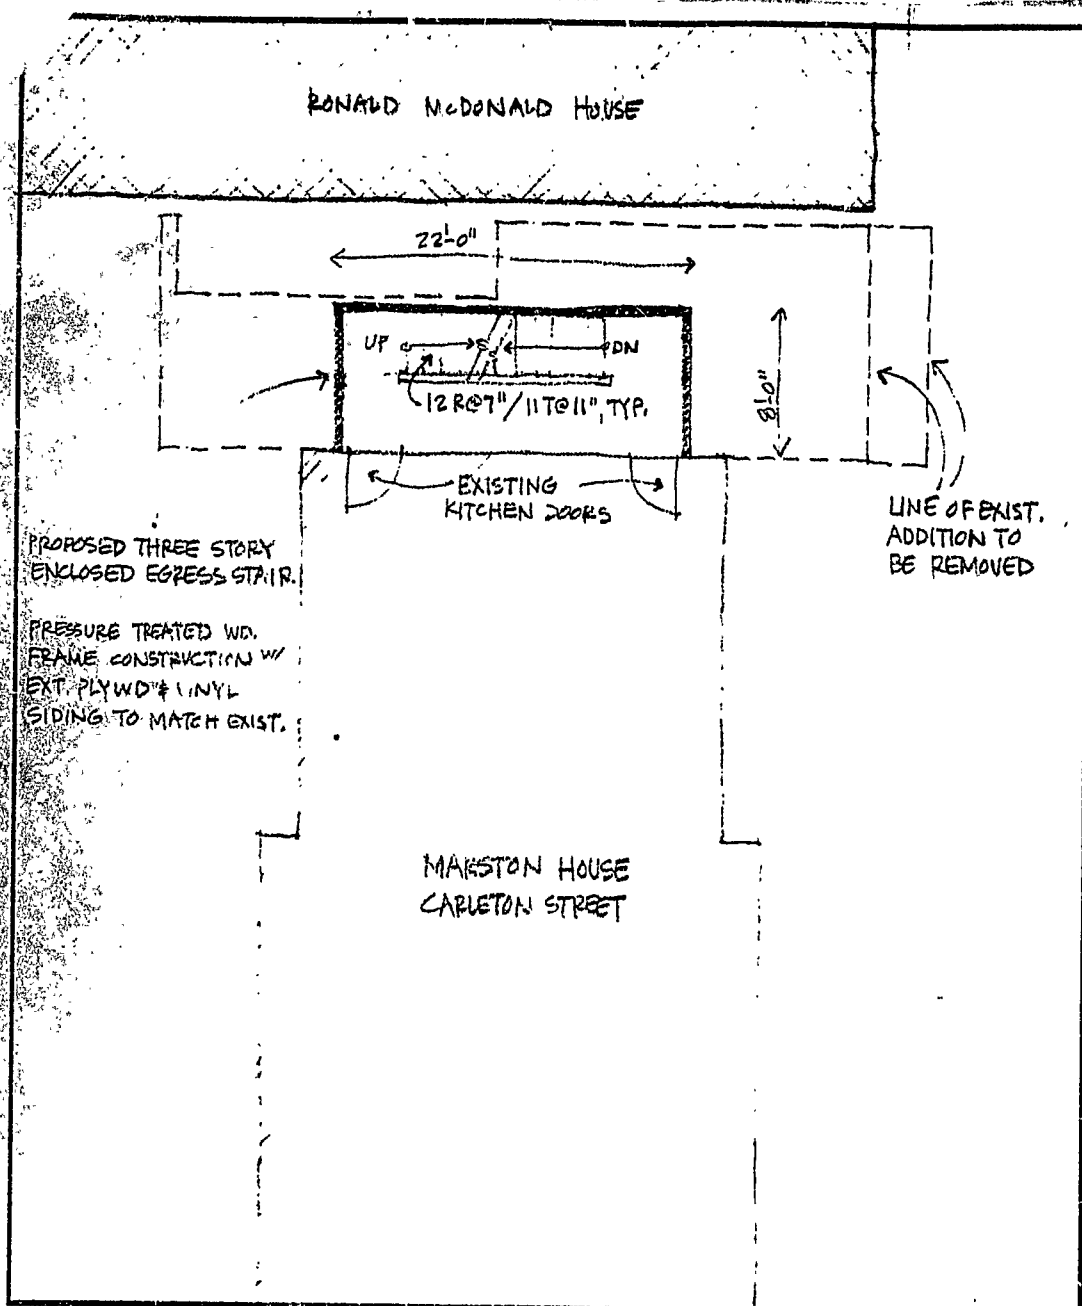 RONALD McDONALD HOUSE
22'-0"
UP
DN
12 R@7"/11T@11", TYP.
8'-0"
EXISTING
KITCHEN DOORS
LINE OF EXIST.
ADDITION TO
BE REMOVED
PROPOSED THREE STORY
ENCLOSED EGRESS STAIR.
PRESSURE TREATED WD.
FRAME CONSTRUCTION W/
EXT. PLYWD & VINYL
SIDING TO MATCH EXIST.
MARSTON HOUSE
CARLETON STREET